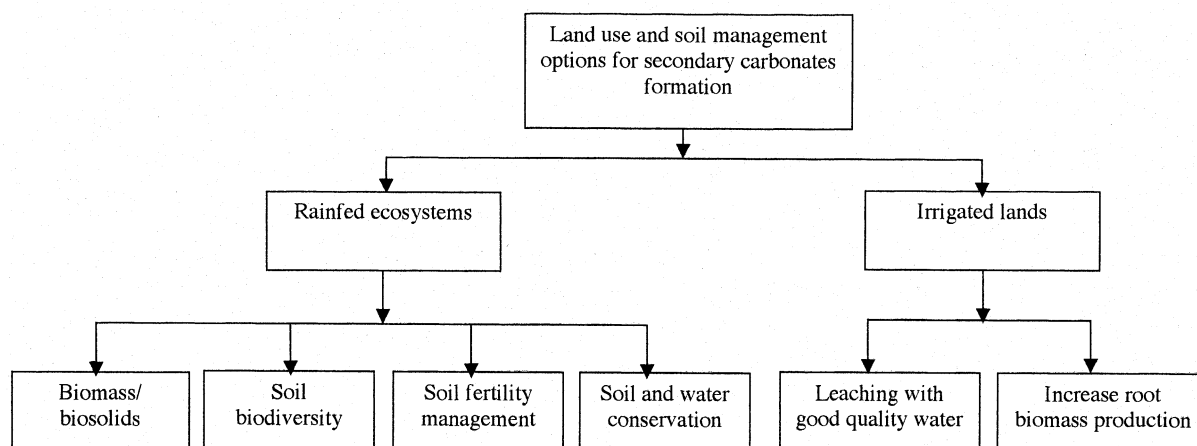 Land use and soil management
options for secondary carbonates
formation
Rainfed ecosystems
Irrigated lands
Biomass/
biosolids
Soil
biodiversity
Soil fertility
management
Soil and water
conservation
Leaching with
good quality water
Increase root
biomass production